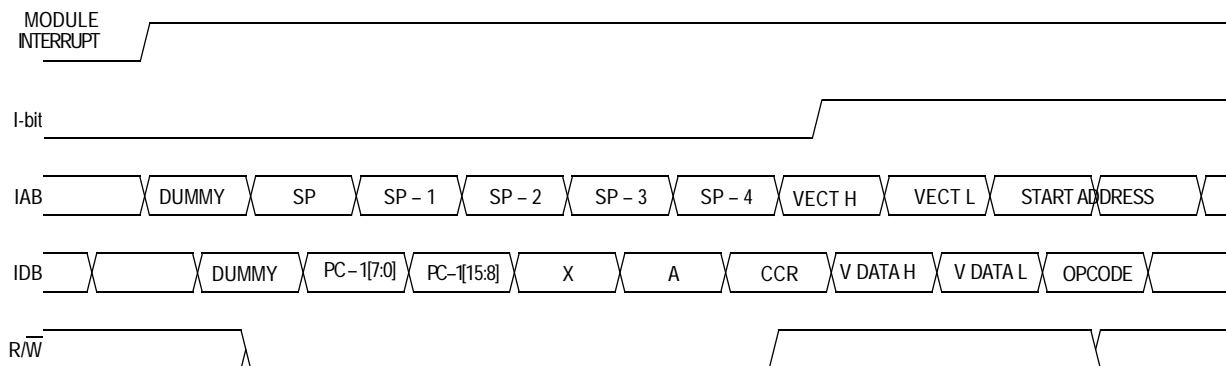 MODULE
INTERRUPT
I-bit
IAB DUMMY SP SP – 1 SP – 2 SP – 3 SP – 4 VECT H VECT L START ADDRESS
IDB DUMMY PC – 1[7:0] PC–1[15:8] X A CCR V DATA H V DATA L OPCODE
R/W̅